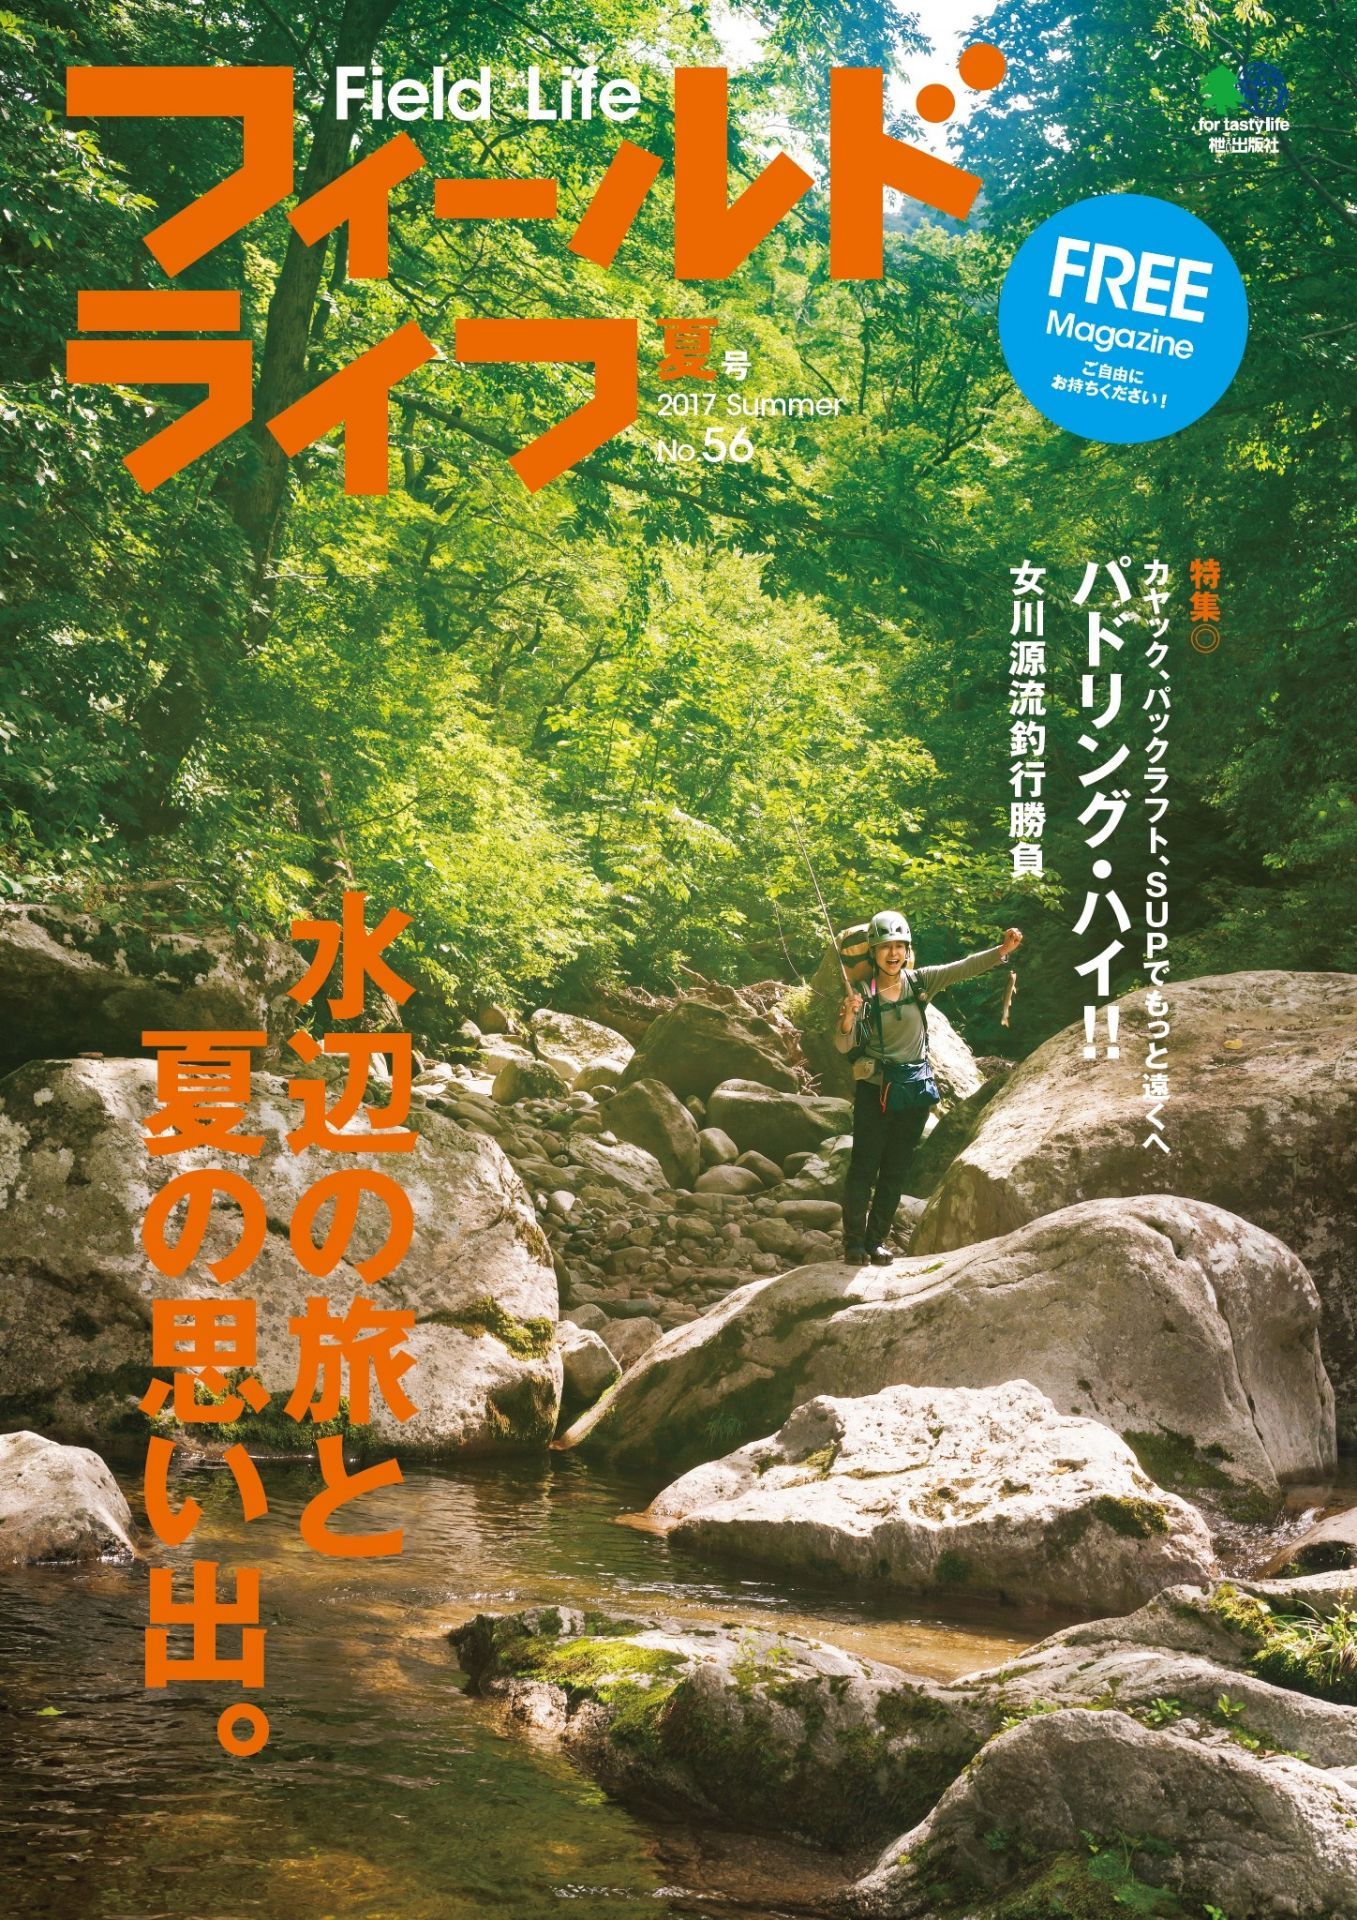 Field Life
フィールド
ライフ
夏号
2017 Summer
No.56
for tasty life
枻出版社
FREE
Magazine
ご自由に
お持ちください!
特集◎
カヤック、パックラフト、SUPでもっと遠くへ
パドリング・ハイ!!
女川源流釣行勝負
水辺の旅と
夏の思い出。